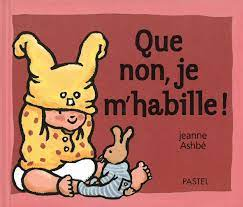 Que
non, je
m'habille !
jeanne
Ashbé
PASTEL